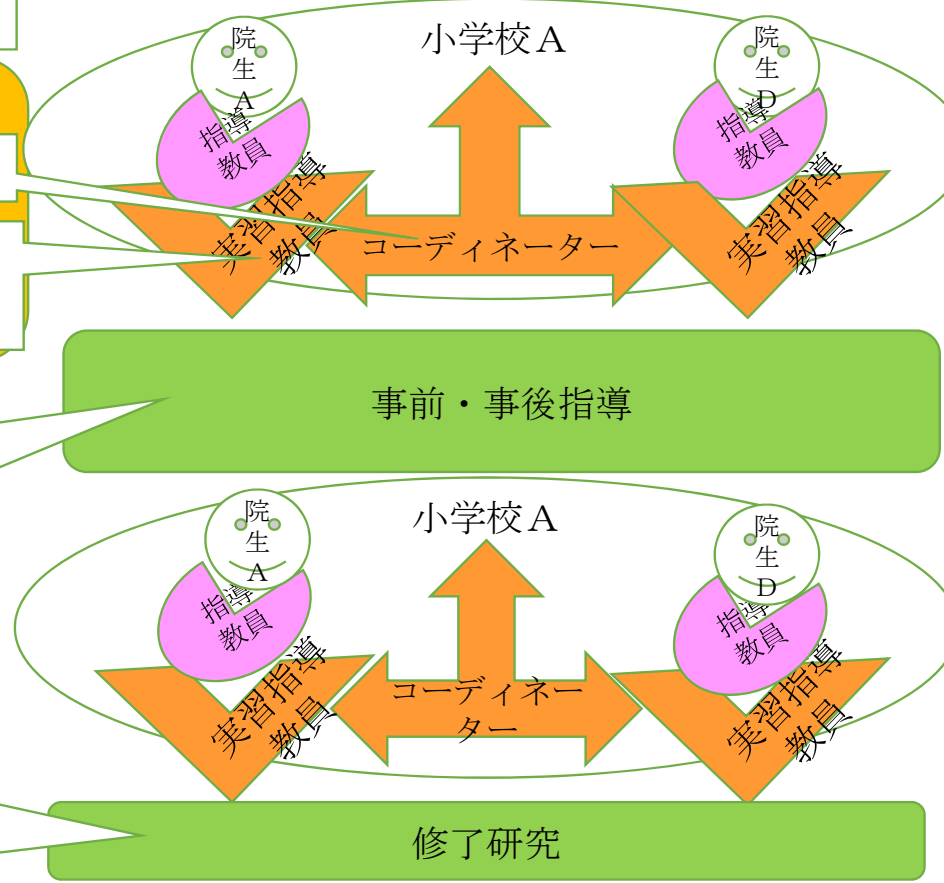 小学校Ａ
院
生
A
指導
教員
実習指導
教員
コーディネーター
院
生
D
指導
教員
実習指導
教員
事前・事後指導
小学校Ａ
院
生
A
指導
教員
実習指導
教員
コーディネー
ター
院
生
D
指導
教員
実習指導
教員
修了研究